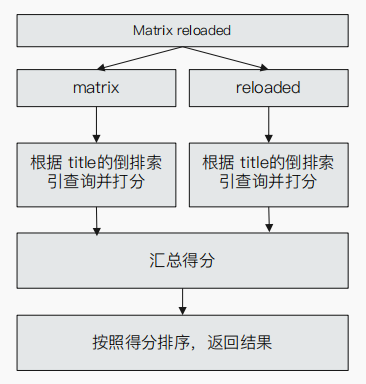 Matrix reloaded
matrix
reloaded
根据 title的倒排索
引查询并打分
根据 title的倒排索
引查询并打分
汇总得分
按照得分排序，返回结果